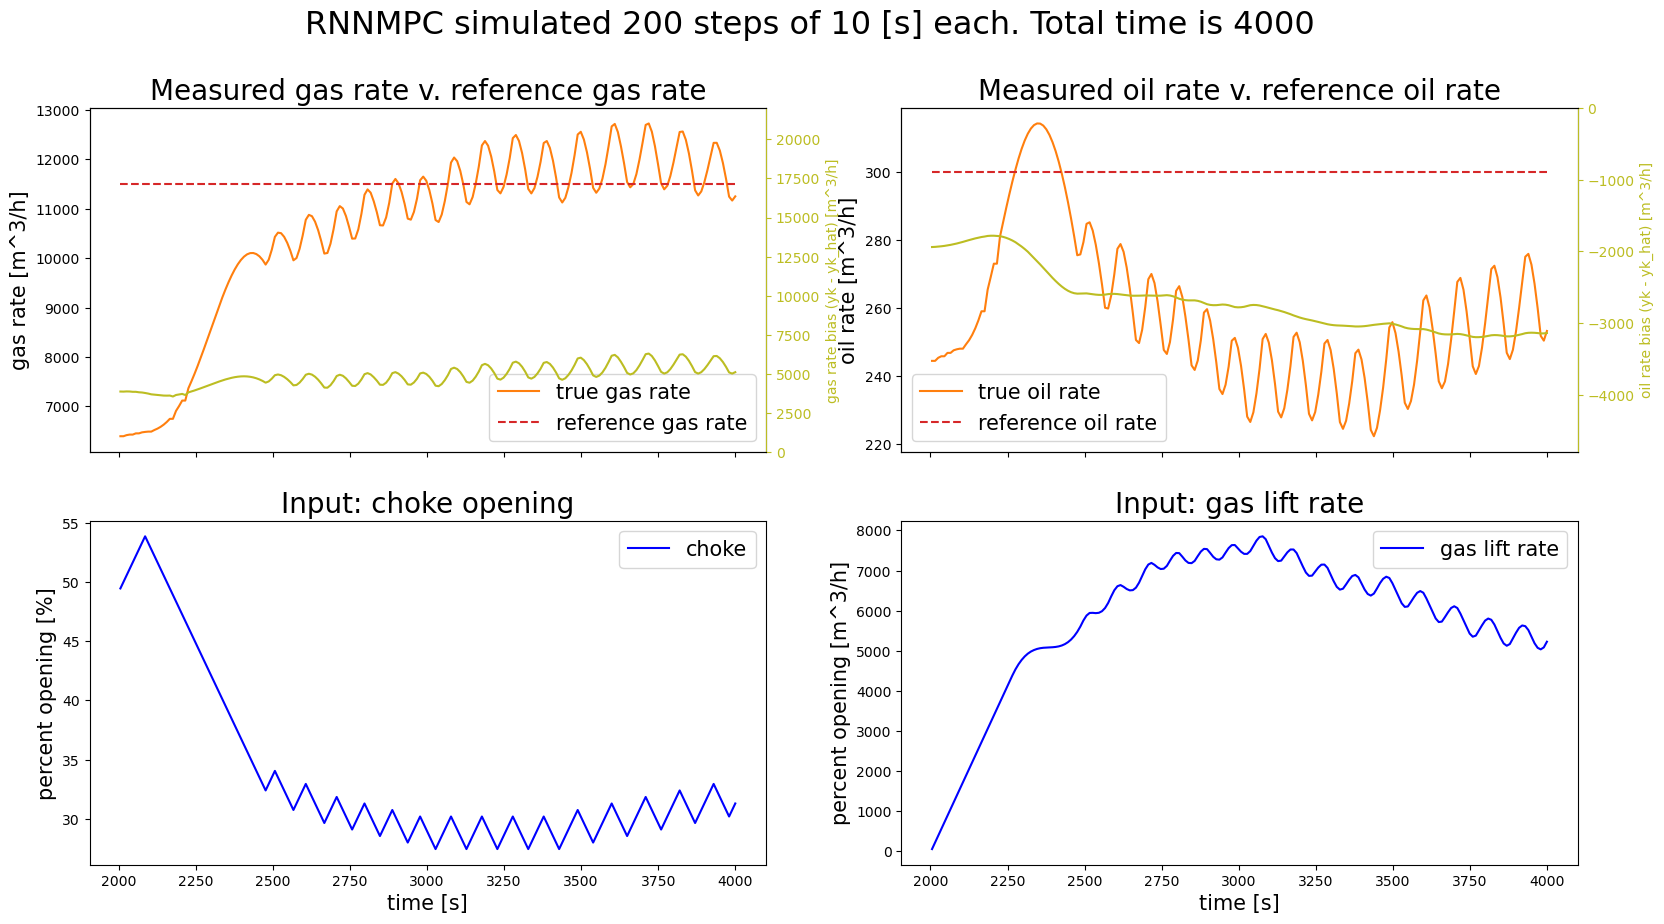 RNNMPC simulated 200 steps of 10 [s] each. Total time is 4000
Measured gas rate v. reference gas rate
13000
12000
11000
10000
9000
8000
7000
gas rate [m^3/h]
20000
17500
15000
12500
10000
7500
5000
2500
0
gas rate bias (yk - yk_hat) [m^3/h]
true gas rate
reference gas rate
Measured oil rate v. reference oil rate
300
280
260
240
220
oil rate [m^3/h]
0
−1000
−2000
−3000
−4000
oil rate bias (yk - yk_hat) [m^3/h]
true oil rate
reference oil rate
Input: choke opening
55
50
45
40
35
30
percent opening [%]
choke
2000 2250 2500 2750 3000 3250 3500 3750 4000
time [s]
Input: gas lift rate
8000
7000
6000
5000
4000
3000
2000
1000
0
percent opening [m^3/h]
gas lift rate
2000 2250 2500 2750 3000 3250 3500 3750 4000
time [s]